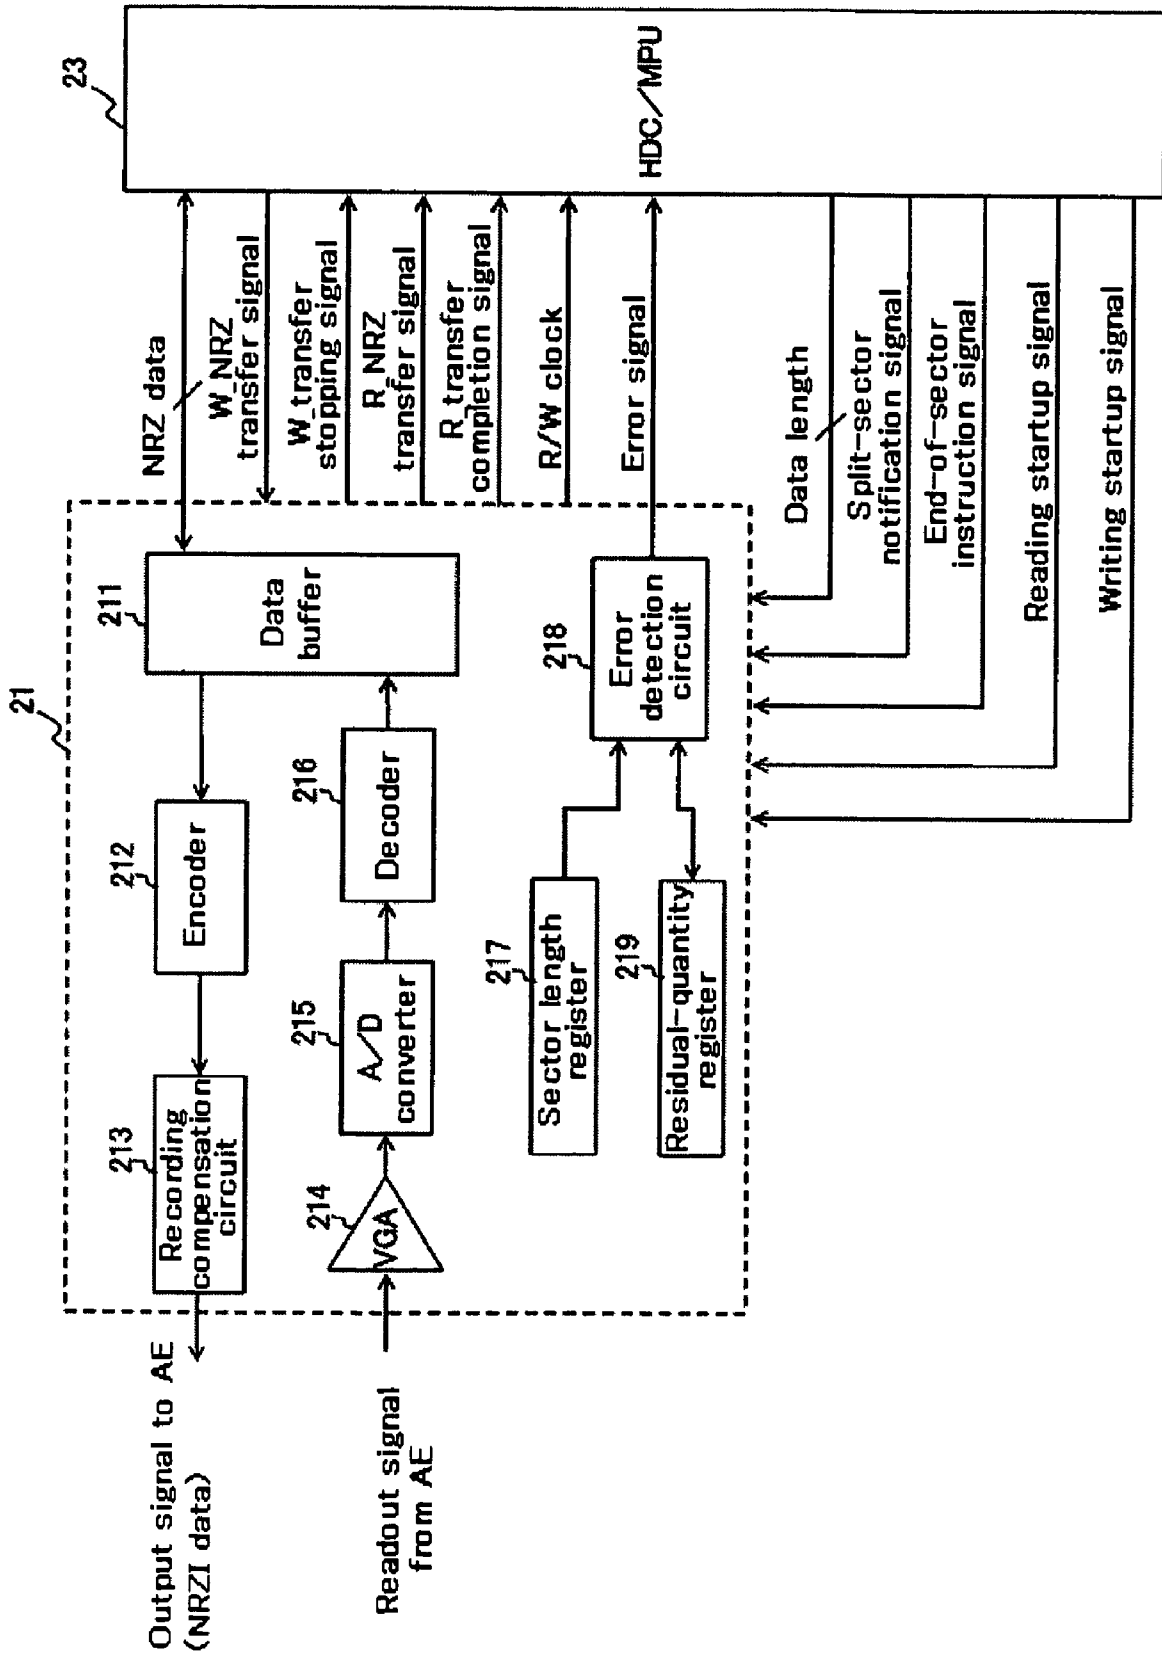 23
HDC/MPU
NRZ data
W_NRZ
transfer signal
W_transfer
stopping signal
R_NRZ
transfer signal
R_transfer
completion signal
R/W clock
Error signal
Data length
Split-sector
notification signal
End-of-sector
instruction signal
Reading startup signal
Writing startup signal
21
211
Data
buffer
212
Encoder
213
Recording
compensation
circuit
214
VGA
215
A/D
converter
216
Decoder
217
Sector length
register
218
Error
detection
circuit
219
Residual-quantity
register
Output signal to AE
(NRZI data)
Readout signal
from AE